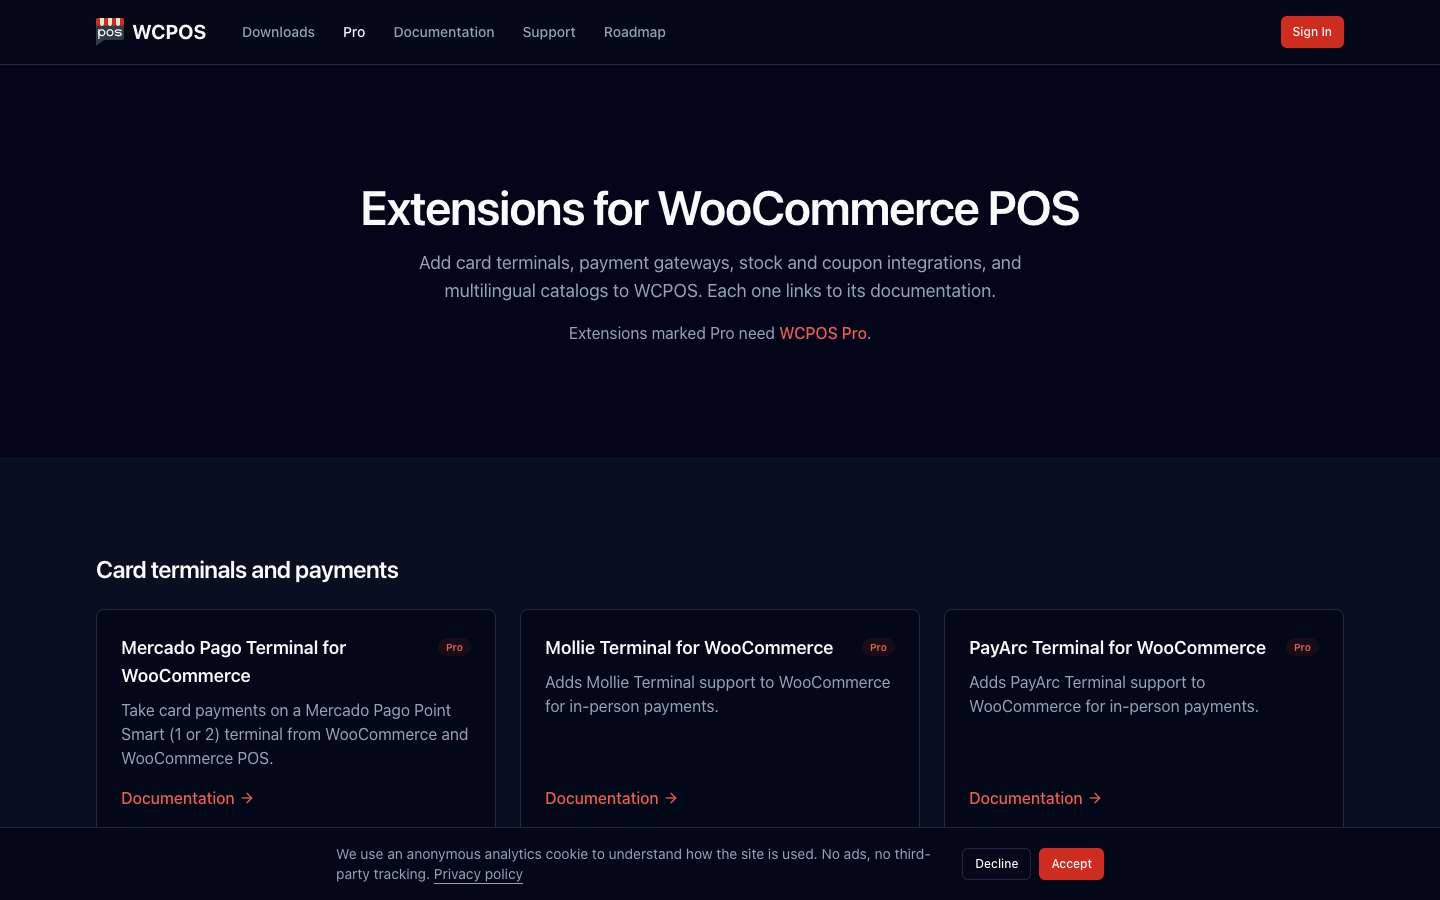 pos WCPOS Downloads Pro Documentation Support Roadmap Sign In
Extensions for WooCommerce POS
Add card terminals, payment gateways, stock and coupon integrations, and
multilingual catalogs to WCPOS. Each one links to its documentation.
Extensions marked Pro need WCPOS Pro.
Card terminals and payments
Mercado Pago Terminal for
WooCommerce
Pro
Take card payments on a Mercado Pago Point
Smart (1 or 2) terminal from WooCommerce and
WooCommerce POS.
Documentation →
Mollie Terminal for WooCommerce
Pro
Adds Mollie Terminal support to WooCommerce
for in-person payments.
Documentation →
PayArc Terminal for WooCommerce
Pro
Adds PayArc Terminal support to
WooCommerce for in-person payments.
Documentation →
We use an anonymous analytics cookie to understand how the site is used. No ads, no third-
party tracking. Privacy policy
Decline
Accept